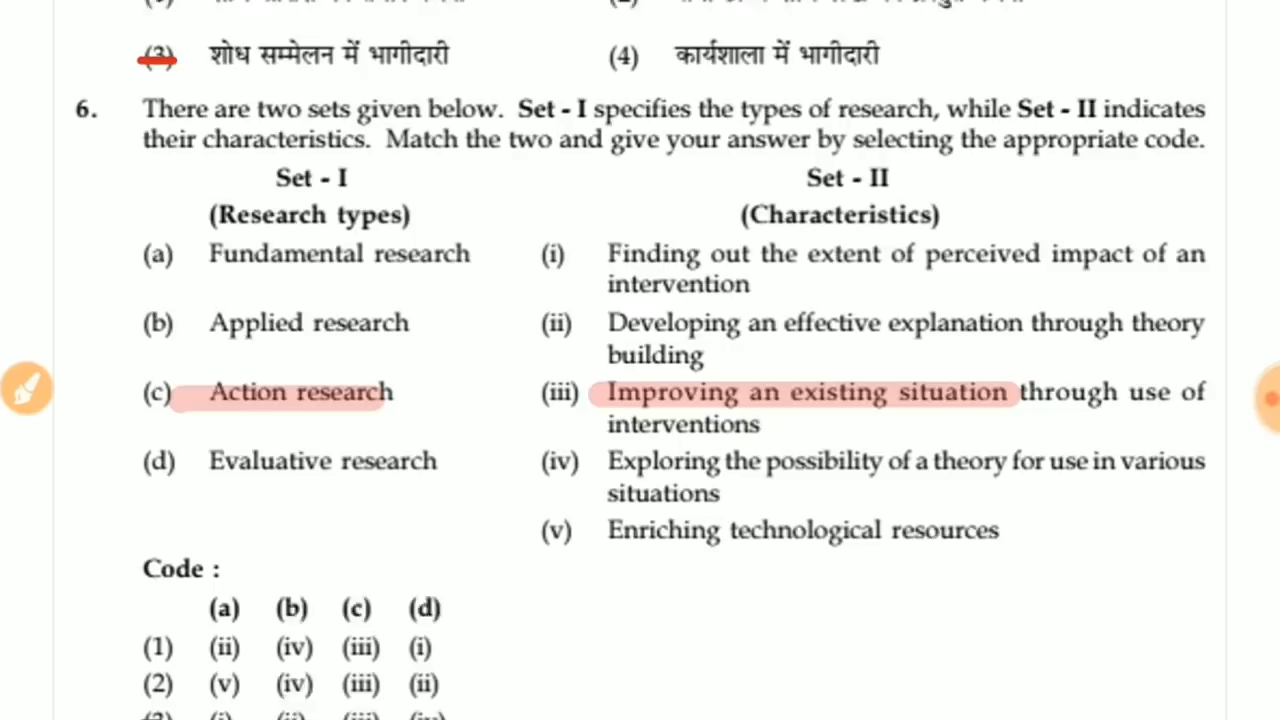 (3) शोध सम्मेलन में भागीदारी (4) कार्यशाला में भागीदारी
6. There are two sets given below. Set - I specifies the types of research, while Set - II indicates
their characteristics. Match the two and give your answer by selecting the appropriate code.
Set - I Set - II
(Research types) (Characteristics)
(a) Fundamental research (i) Finding out the extent of perceived impact of an
intervention
(b) Applied research (ii) Developing an effective explanation through theory
building
(c) Action research (iii) Improving an existing situation through use of
interventions
(d) Evaluative research (iv) Exploring the possibility of a theory for use in various
situations
(v) Enriching technological resources
Code :
(a) (b) (c) (d)
(1) (ii) (iv) (iii) (i)
(2) (v) (iv) (iii) (ii)
(3) (i) (ii) (iii) (iv)